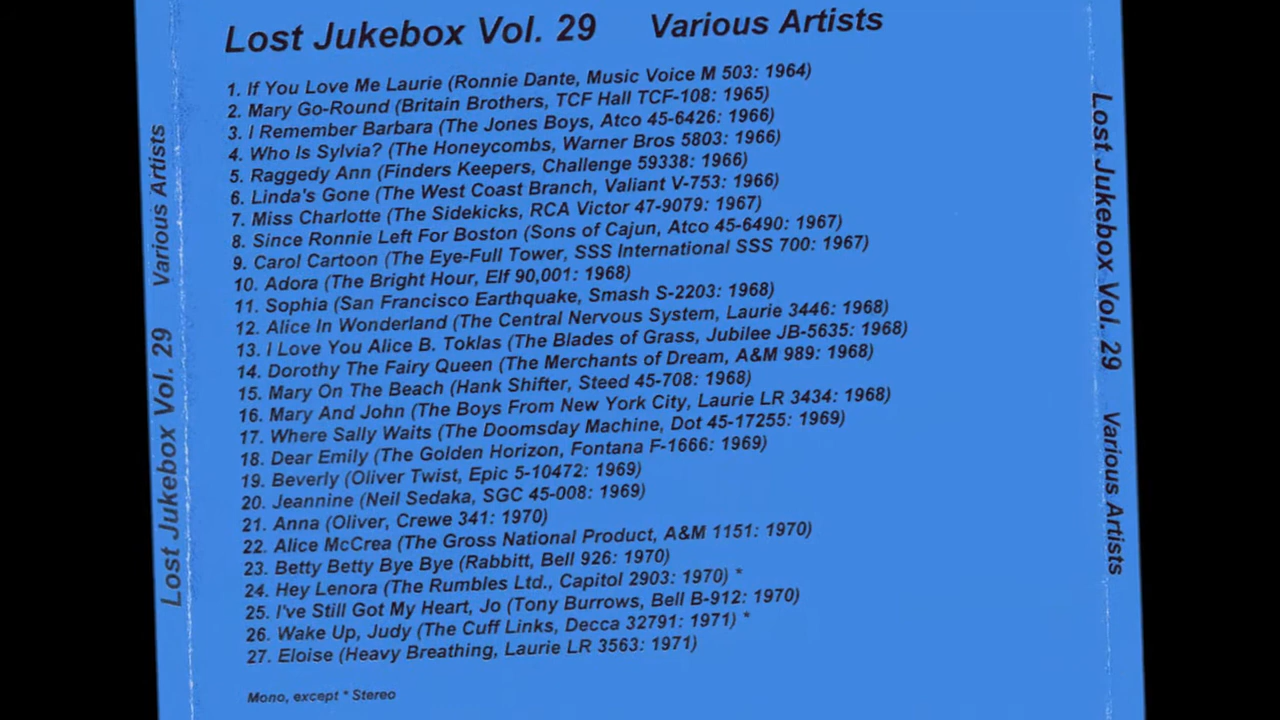 Lost Jukebox Vol. 29 Various Artists
1. If You Love Me Laurie (Ronnie Dante, Music Voice M 503: 1964)
2. Mary Go-Round (Britain Brothers, TCF Hall TCF-108: 1965)
3. I Remember Barbara (The Jones Boys, Atco 45-6426: 1966)
4. Who Is Sylvia? (The Honeycombs, Warner Bros 5803: 1966)
5. Raggedy Ann (Finders Keepers, Challenge 59338: 1966)
6. Linda's Gone (The West Coast Branch, Valiant V-753: 1966)
7. Miss Charlotte (The Sidekicks, RCA Victor 47-9079: 1967)
8. Since Ronnie Left For Boston (Sons of Cajun, Atco 45-6490: 1967)
9. Carol Cartoon (The Eye-Full Tower, SSS International SSS 700: 1967)
10. Adora (The Bright Hour, Elf 90,001: 1968)
11. Sophia (San Francisco Earthquake, Smash S-2203: 1968)
12. Alice In Wonderland (The Central Nervous System, Laurie 3446: 1968)
13. I Love You Alice B. Toklas (The Blades of Grass, Jubilee JB-5635: 1968)
14. Dorothy The Fairy Queen (The Merchants of Dream, A&M 989: 1968)
15. Mary On The Beach (Hank Shifter, Steed 45-708: 1968)
16. Mary And John (The Boys From New York City, Laurie LR 3434: 1968)
17. Where Sally Waits (The Doomsday Machine, Dot 45-17255: 1969)
18. Dear Emily (The Golden Horizon, Fontana F-1666: 1969)
19. Beverly (Oliver Twist, Epic 5-10472: 1969)
20. Jeannine (Neil Sedaka, SGC 45-008: 1969)
21. Anna (Oliver, Crewe 341: 1970)
22. Alice McCrea (The Gross National Product, A&M 1151: 1970)
23. Betty Betty Bye Bye (Rabbitt, Bell 926: 1970)
24. Hey Lenora (The Rumbles Ltd., Capitol 2903: 1970) *
25. I've Still Got My Heart, Jo (Tony Burrows, Bell B-912: 1970)
26. Wake Up, Judy (The Cuff Links, Decca 32791: 1971) *
27. Eloise (Heavy Breathing, Laurie LR 3563: 1971)
Mono, except * Stereo
Lost Jukebox Vol. 29 Various Artists
Lost Jukebox Vol. 29 Various Artists